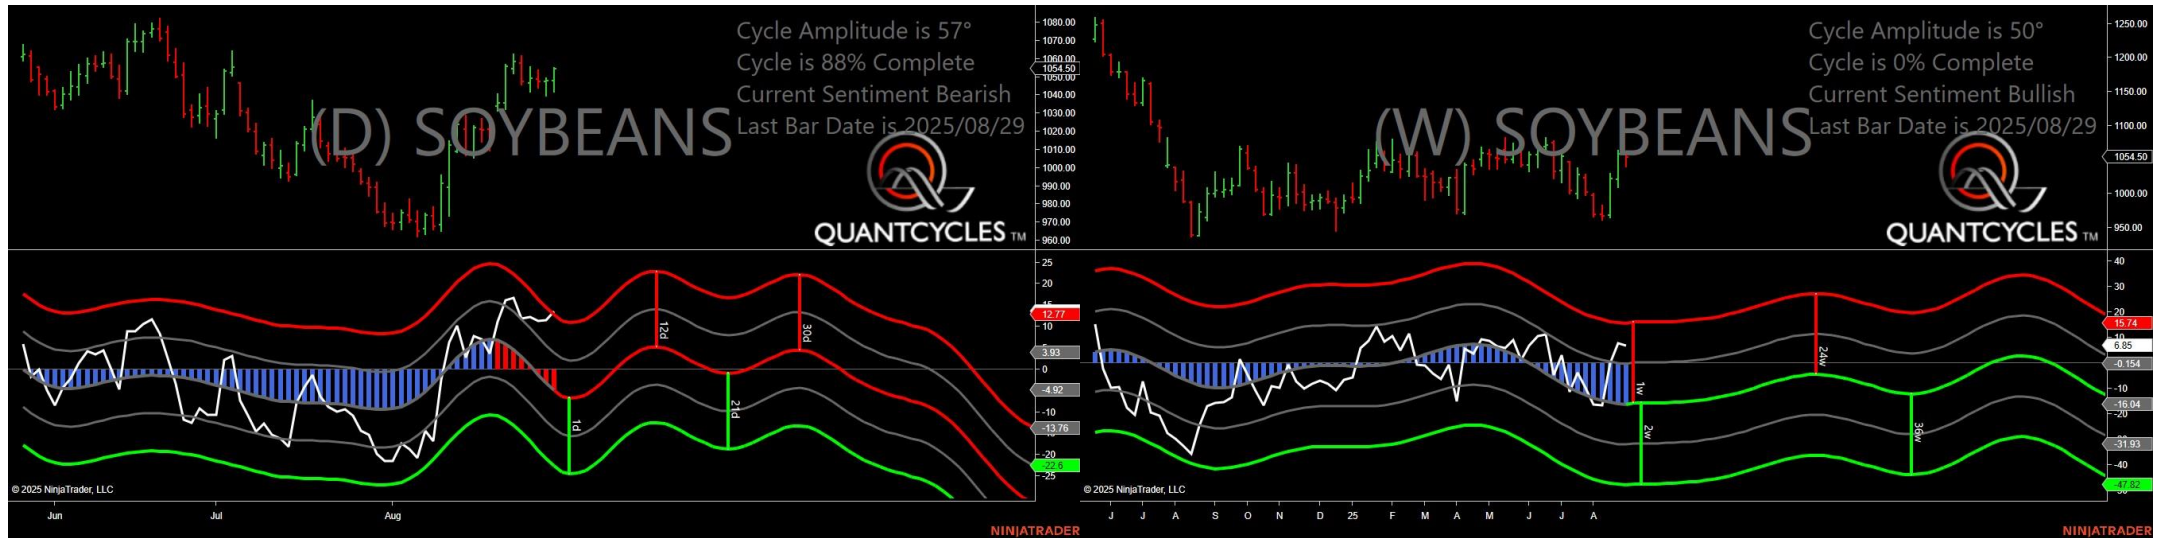 Cycle Amplitude is 57°
Cycle is 88% Complete
Current Sentiment Bearish
Last Bar Date is 2025/08/29
(D) SOYBEANS
QUANTCYCLES TM
1080.00
1070.00
1060.00
1054.50
1050.00
1040.00
1030.00
1020.00
1010.00
1000.00
990.00
980.00
970.00
960.00
25
20
15
12.77
10
5
3.93
0
-4.92
-10
-13.76
-20
-22.6
-25
12d
30d
1d
21d
© 2025 NinjaTrader, LLC
Jun Jul Aug
NINJATRADER
Cycle Amplitude is 50°
Cycle is 0% Complete
Current Sentiment Bullish
Last Bar Date is 2025/08/29
(W) SOYBEANS
QUANTCYCLES TM
1250.00
1200.00
1150.00
1100.00
1054.50
1000.00
950.00
40
30
20
15.74
6.85
-0.154
-10
-16.04
-20
-31.93
-40
-47.82
1w
24w
2w
36w
© 2025 NinjaTrader, LLC
J J A S O N D 25 F M A M J J A
NINJATRADER